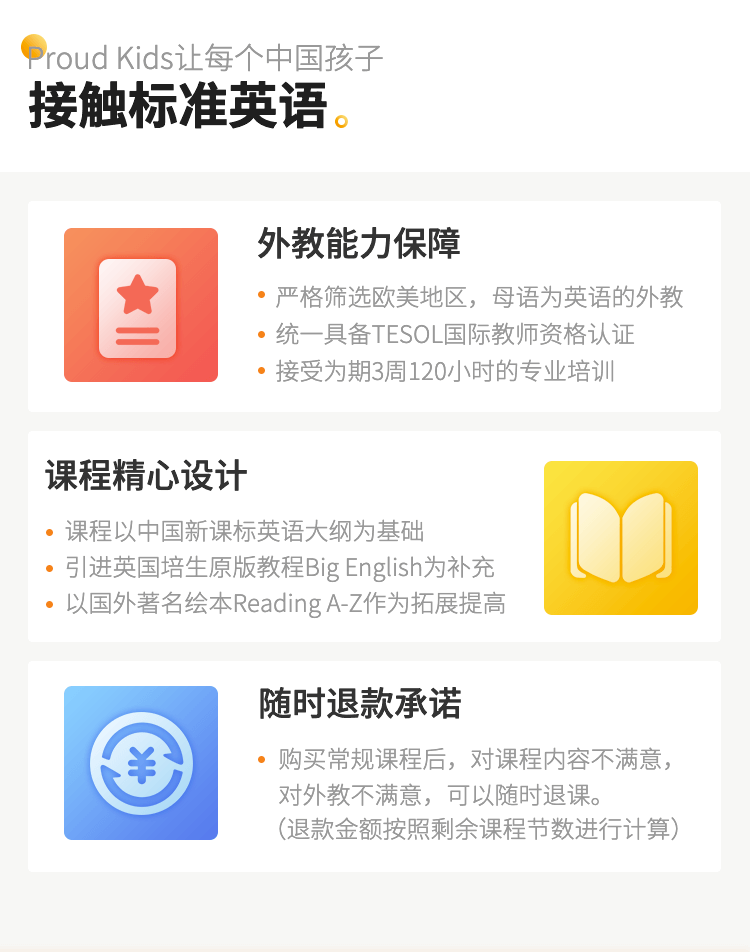 Proud Kids让每个中国孩子
接触标准英语。
外教能力保障
严格筛选欧美地区，母语为英语的外教
统一具备TESOL国际教师资格认证
接受为期3周120小时的专业培训
课程精心设计
课程以中国新课标英语大纲为基础
引进英国培生原版教程Big English为补充
以国外著名绘本Reading A-Z作为拓展提高
¥
随时退款承诺
购买常规课程后，对课程内容不满意，
对外教不满意，可以随时退课。
（退款金额按照剩余课程节数进行计算）